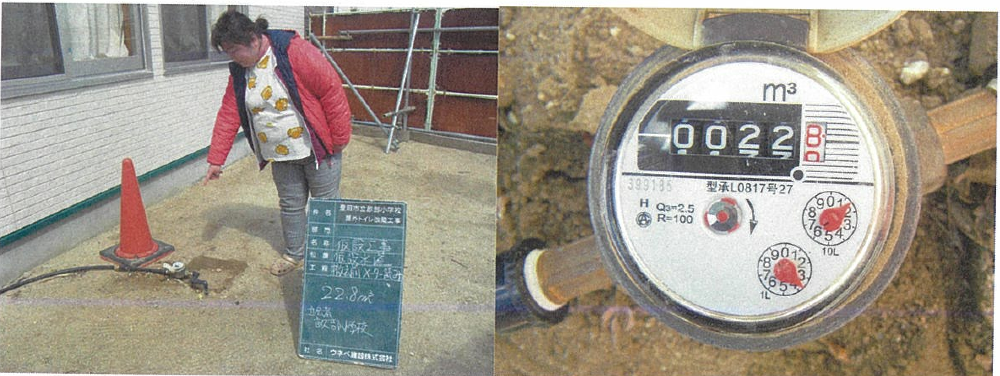 件名
豊田市立畝部小学校
屋外トイレ改築工事
部門
名称
仮設工事
位置
仮設水道
工程
撤去前メーター読み
22.8m³
立会者
畝部小学校
社名
ウネベ建設株式会社
m³
0022 8
399185
型承L0817号27
H
Q3=2.5
R=100
9 0 1 2 3 4 5 6 7 8
10L
9 0 1 2 3 4 5 6 7 8
1L